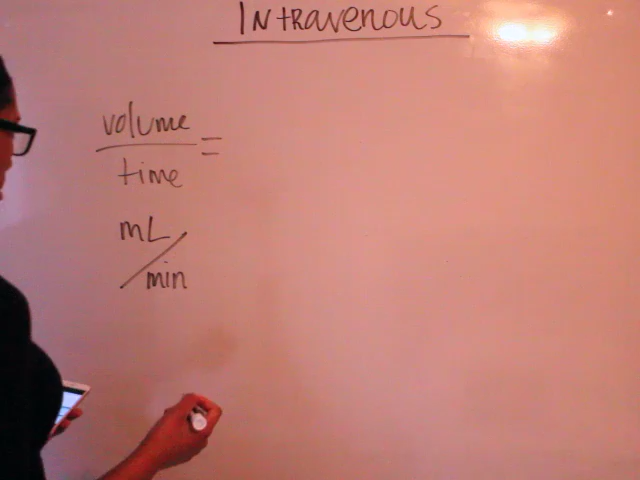 Intravenous
volume
time =
mL
/min